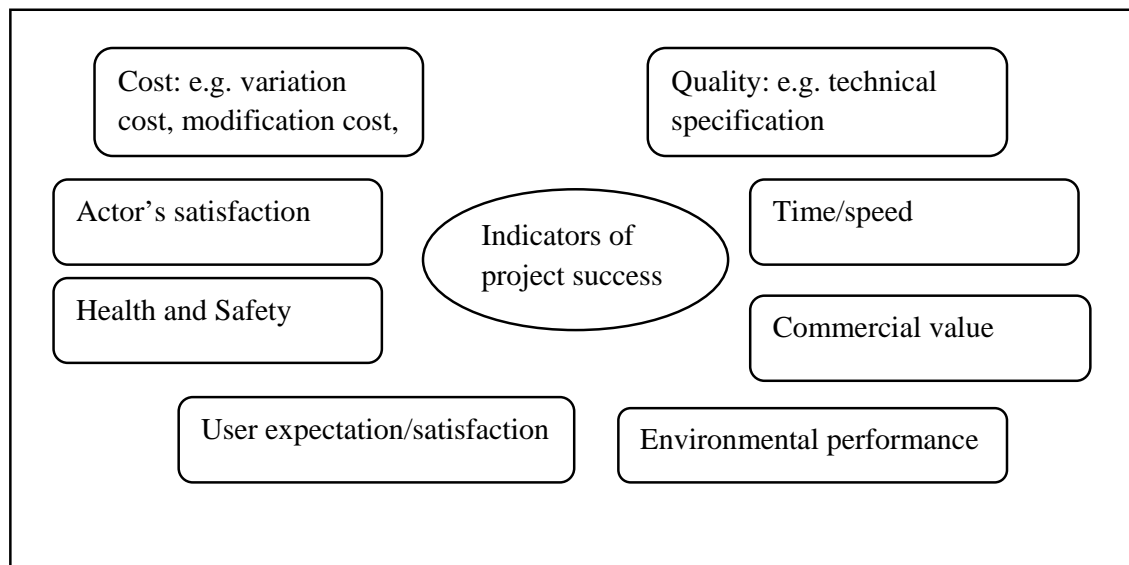 Cost: e.g. variation
cost, modification cost,
Quality: e.g. technical
specification
Actor’s satisfaction
Indicators of
project success
Time/speed
Health and Safety
Commercial value
User expectation/satisfaction
Environmental performance